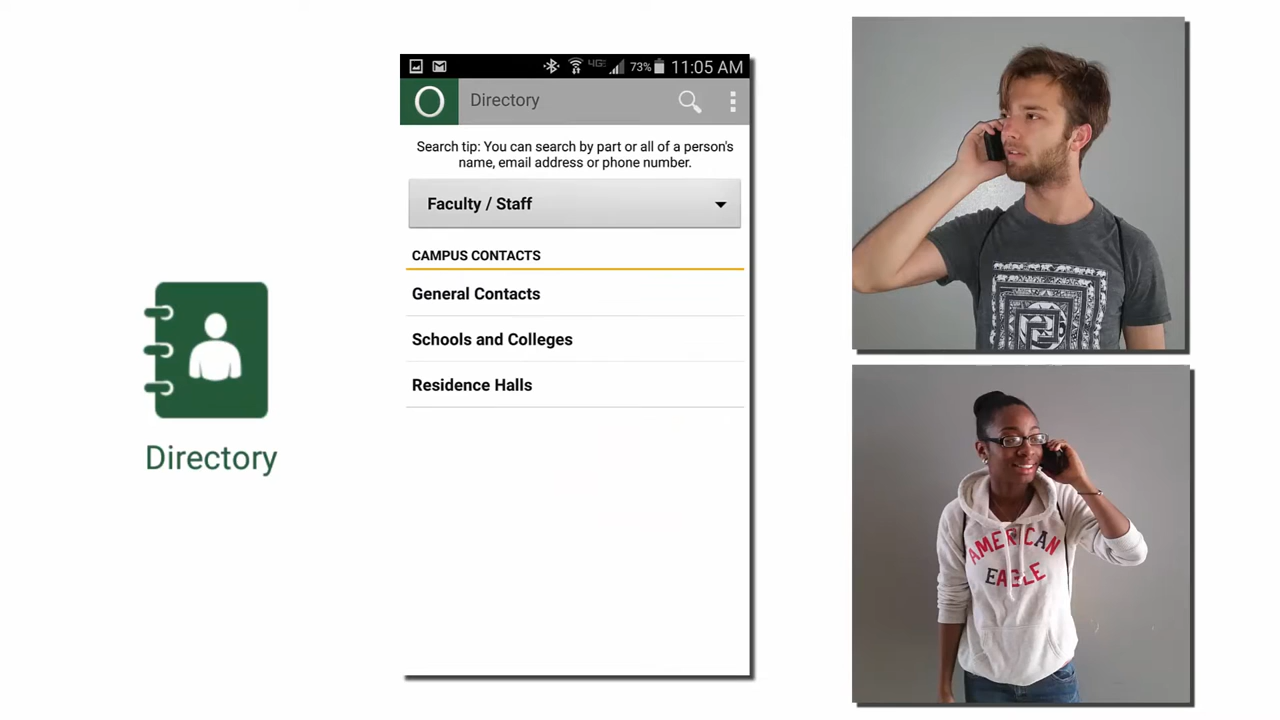 Directory
4G
73%
11:05 AM
O
Directory
Search tip: You can search by part or all of a person's
name, email address or phone number.
Faculty / Staff
CAMPUS CONTACTS
General Contacts
Schools and Colleges
Residence Halls
AMERICAN
EAGLE